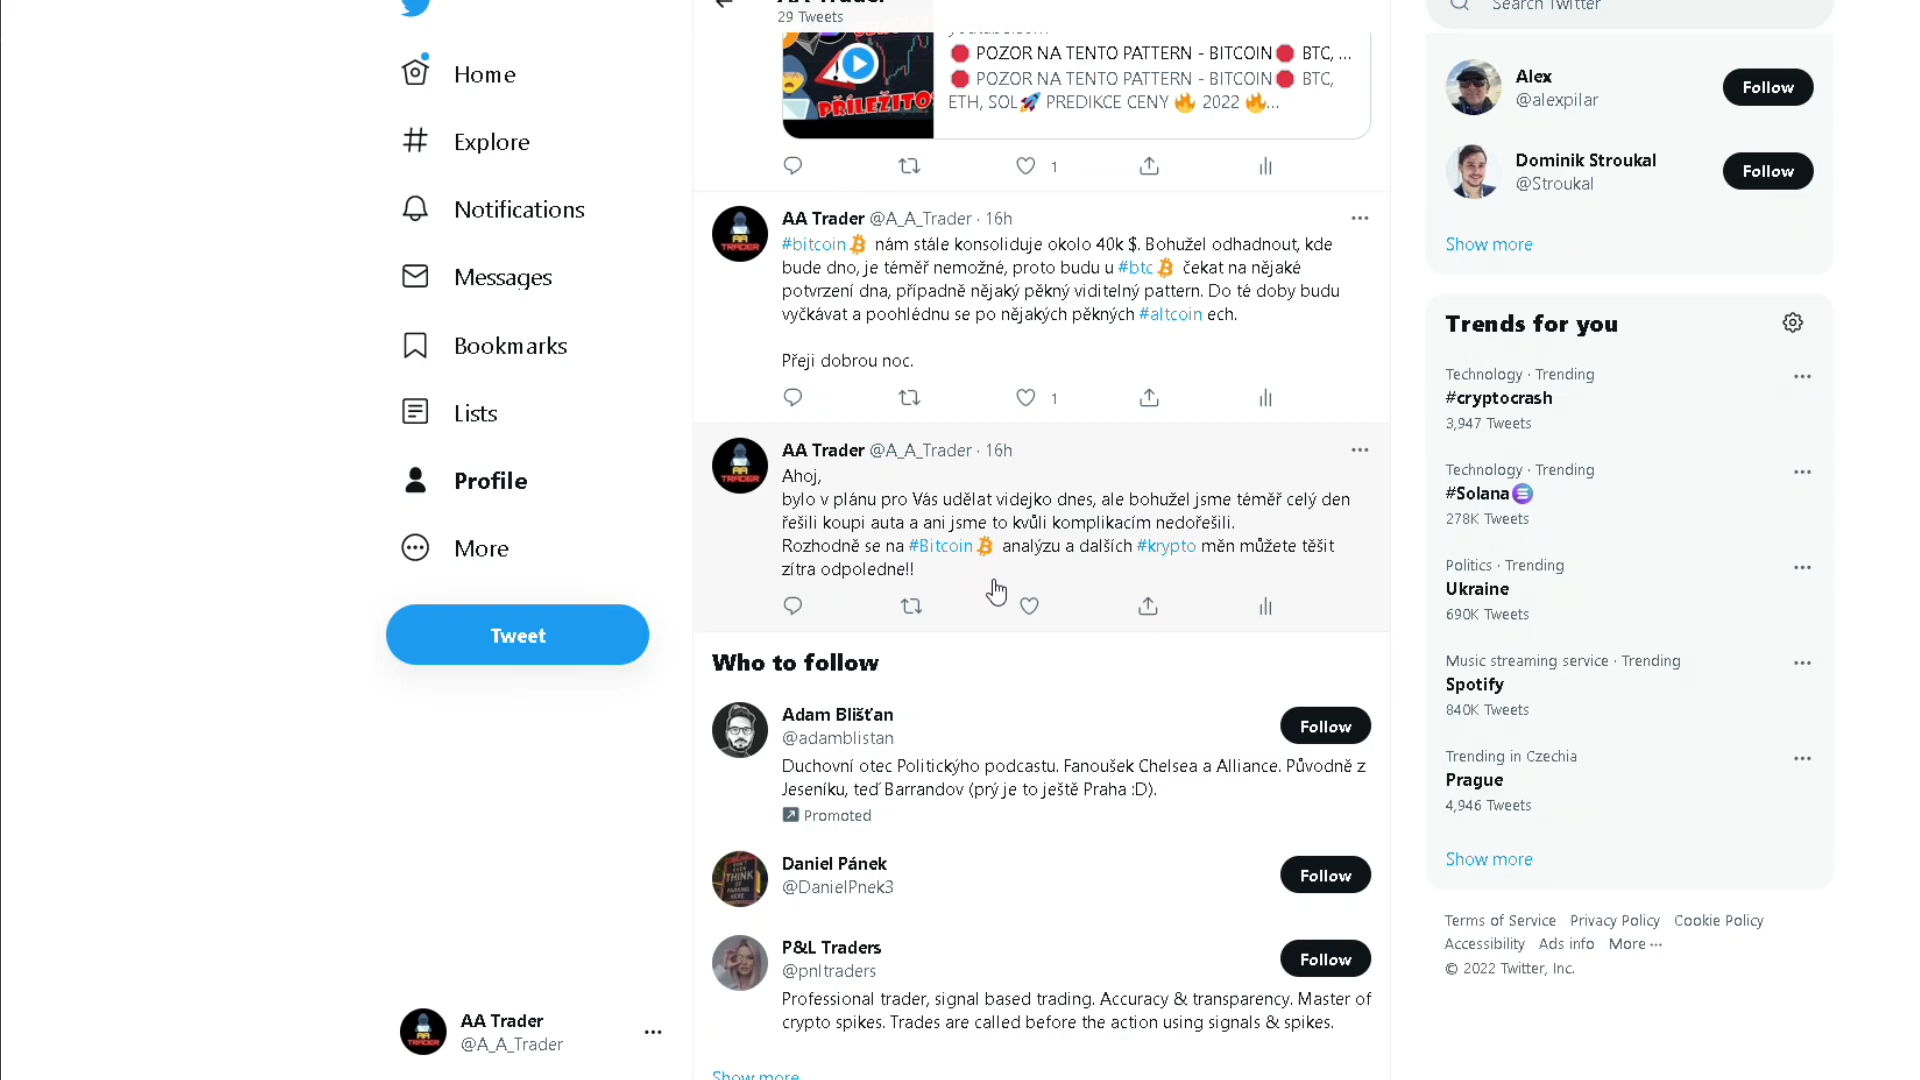 Home
Explore
Notifications
Messages
Bookmarks
Lists
Profile
More
Tweet
AA Trader
@A_A_Trader
AA Trader
29 Tweets
youtube.com
PŘÍLEŽITO
🛑 POZOR NA TENTO PATTERN - BITCOIN🛑 BTC, ...
🛑 POZOR NA TENTO PATTERN - BITCOIN🛑 BTC,
ETH, SOL🚀 PREDIKCE CENY 🔥 2022 🔥...
1
AA Trader @A_A_Trader · 16h
#bitcoin nám stále konsoliduje okolo 40k $. Bohužel odhadnout, kde
bude dno, je téměř nemožné, proto budu u #btc čekat na nějaké
potvrzení dna, případně nějaký pěkný viditelný pattern. Do té doby budu
vyčkávat a poohlédnu se po nějakých pěkných #altcoin ech.
Přeji dobrou noc.
1
AA Trader @A_A_Trader · 16h
Ahoj,
bylo v plánu pro Vás udělat videjko dnes, ale bohužel jsme téměř celý den
řešili koupi auta a ani jsme to kvůli komplikacím nedořešili.
Rozhodně se na #Bitcoin analýzu a dalších #krypto měn můžete těšit
zítra odpoledne!!
Who to follow
Adam Blišťan
@adamblistan
Follow
Duchovní otec Politickýho podcastu. Fanoušek Chelsea a Alliance. Původně z
Jeseníku, teď Barrandov (prý je to ještě Praha :D).
Promoted
Daniel Pánek
@DanielPnek3
Follow
P&L Traders
@pnltraders
Follow
Professional trader, signal based trading. Accuracy & transparency. Master of
crypto spikes. Trades are called before the action using signals & spikes.
Show more
Search Twitter
Alex
@alexpilar
Follow
Dominik Stroukal
@Stroukal
Follow
Show more
Trends for you
Technology · Trending
#cryptocrash
3,947 Tweets
Technology · Trending
#Solana
278K Tweets
Politics · Trending
Ukraine
690K Tweets
Music streaming service · Trending
Spotify
840K Tweets
Trending in Czechia
Prague
4,946 Tweets
Show more
Terms of Service Privacy Policy Cookie Policy
Accessibility Ads info More ···
© 2022 Twitter, Inc.